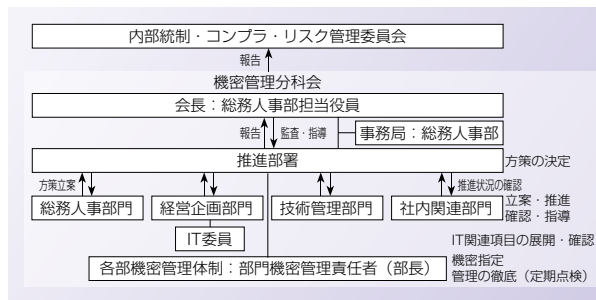 内部統制・コンプラ・リスク管理委員会
報告
機密管理分科会
会長：総務人事部担当役員
報告
監査・指導
事務局：総務人事部
推進部署
方策の決定
方策立案
推進状況の確認
総務人事部門
経営企画部門
技術管理部門
社内関連部門
立案・推進
確認・指導
IT委員
IT関連項目の展開・確認
各部機密管理体制：部門機密管理責任者（部長）
機密指定
管理の徹底（定期点検）